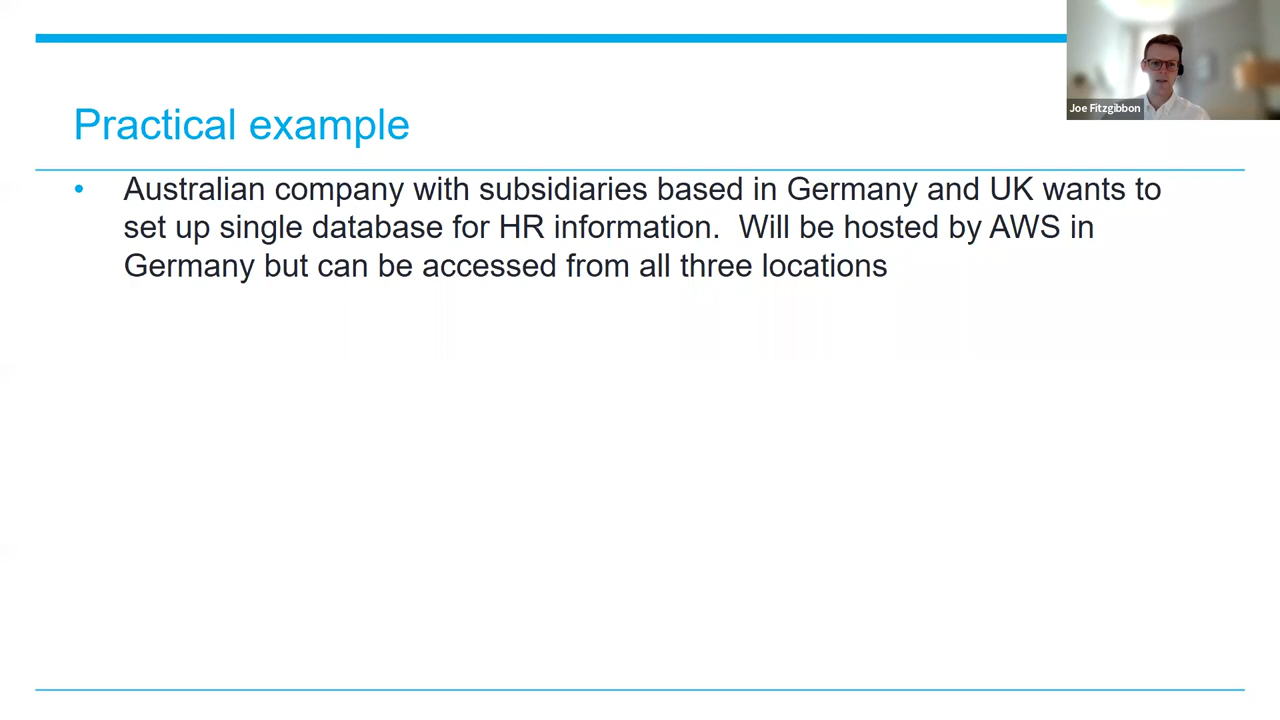 Joe Fitzgibbon
Practical example
• Australian company with subsidiaries based in Germany and UK wants to
set up single database for HR information.  Will be hosted by AWS in
Germany but can be accessed from all three locations